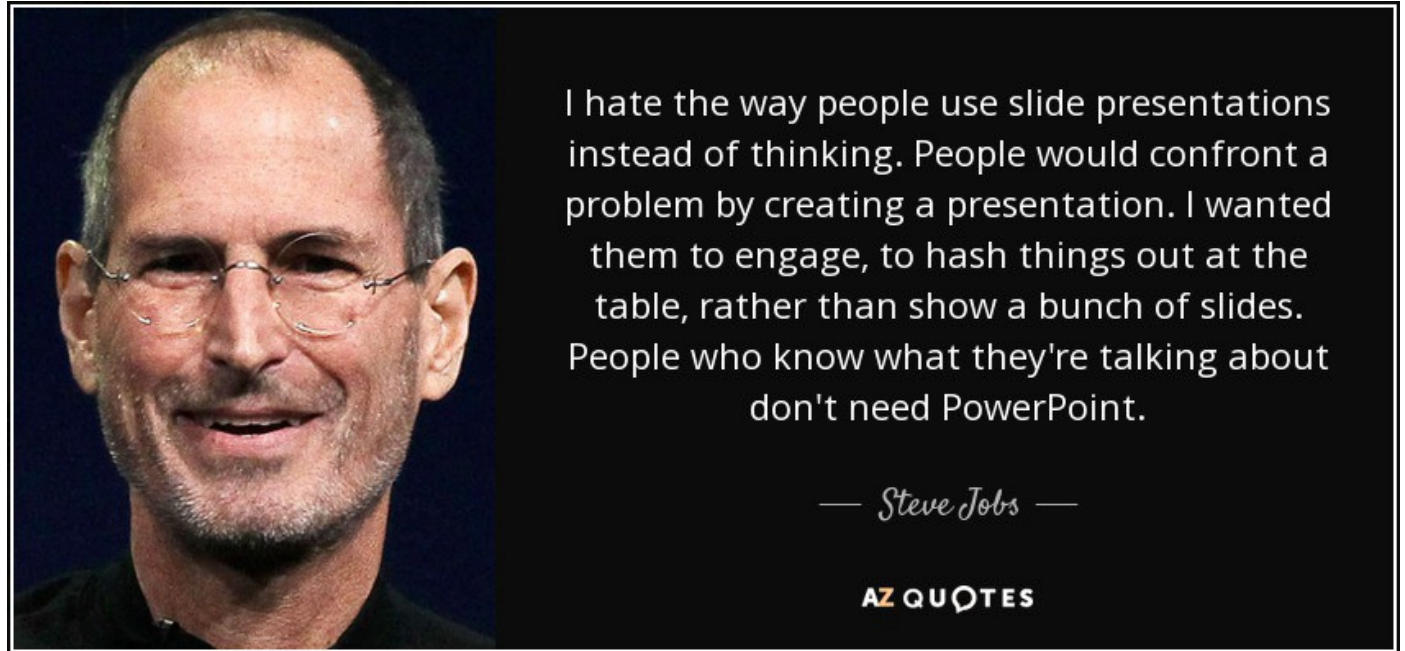 I hate the way people use slide presentations
instead of thinking. People would confront a
problem by creating a presentation. I wanted
them to engage, to hash things out at the
table, rather than show a bunch of slides.
People who know what they're talking about
don't need PowerPoint.
Steve Jobs
AZ QUOTES